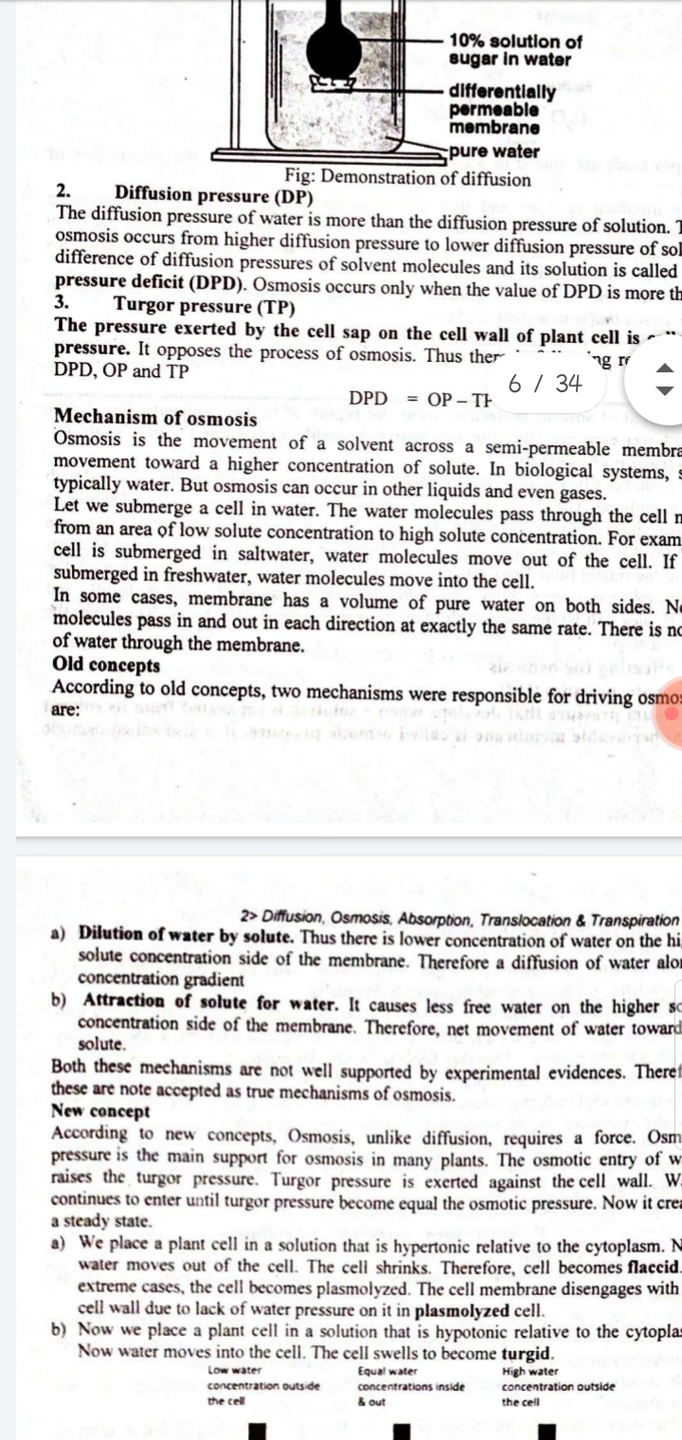 10% solution of
sugar in water
differentially
permeable
membrane
pure water
Fig: Demonstration of diffusion
2. Diffusion pressure (DP)
The diffusion pressure of water is more than the diffusion pressure of solution. T
osmosis occurs from higher diffusion pressure to lower diffusion pressure of sol
difference of diffusion pressures of solvent molecules and its solution is called
pressure deficit (DPD). Osmosis occurs only when the value of DPD is more th
3. Turgor pressure (TP)
The pressure exerted by the cell sap on the cell wall of plant cell is
pressure. It opposes the process of osmosis. Thus ther ng re
DPD, OP and TP
6 / 34
DPD = OP – TP
Mechanism of osmosis
Osmosis is the movement of a solvent across a semi-permeable membra
movement toward a higher concentration of solute. In biological systems, s
typically water. But osmosis can occur in other liquids and even gases.
Let we submerge a cell in water. The water molecules pass through the cell m
from an area of low solute concentration to high solute concentration. For exam
cell is submerged in saltwater, water molecules move out of the cell. If
submerged in freshwater, water molecules move into the cell.
In some cases, membrane has a volume of pure water on both sides. Ne
molecules pass in and out in each direction at exactly the same rate. There is no
of water through the membrane.
Old concepts
According to old concepts, two mechanisms were responsible for driving osmos
are:
2> Diffusion, Osmosis, Absorption, Translocation & Transpiration
a) Dilution of water by solute. Thus there is lower concentration of water on the hi
solute concentration side of the membrane. Therefore a diffusion of water alon
concentration gradient
b) Attraction of solute for water. It causes less free water on the higher so
concentration side of the membrane. Therefore, net movement of water toward
solute.
Both these mechanisms are not well supported by experimental evidences. Theref
these are note accepted as true mechanisms of osmosis.
New concept
According to new concepts, Osmosis, unlike diffusion, requires a force. Osm
pressure is the main support for osmosis in many plants. The osmotic entry of w
raises the turgor pressure. Turgor pressure is exerted against the cell wall. Wa
continues to enter until turgor pressure become equal the osmotic pressure. Now it crea
a steady state.
a) We place a plant cell in a solution that is hypertonic relative to the cytoplasm. N
water moves out of the cell. The cell shrinks. Therefore, cell becomes flaccid.
extreme cases, the cell becomes plasmolyzed. The cell membrane disengages with
cell wall due to lack of water pressure on it in plasmolyzed cell.
b) Now we place a plant cell in a solution that is hypotonic relative to the cytoplas
Now water moves into the cell. The cell swells to become turgid.
Low water Equal water High water
concentration outside concentrations inside concentration outside
the cell & out the cell